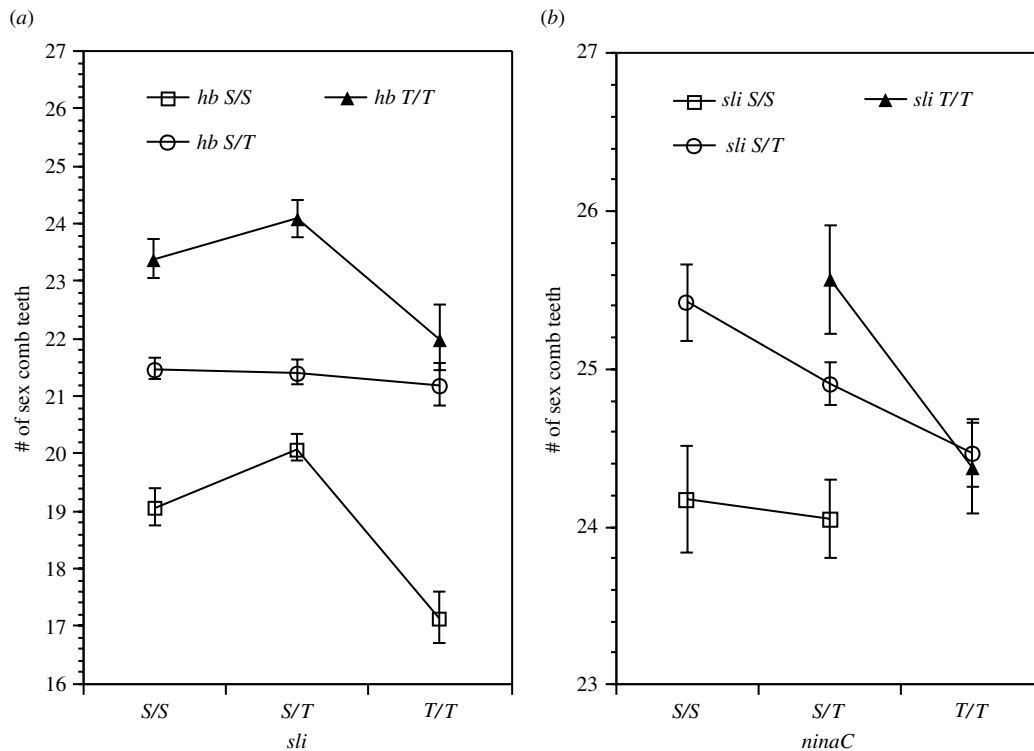 (a)
27
26
25
24
23
22
21
20
19
18
17
16
# of sex comb teeth
hb S/S
hb T/T
hb S/T
S/S
S/T
T/T
sli
(b)
27
26
25
24
23
# of sex comb teeth
sli S/S
sli T/T
sli S/T
S/S
S/T
T/T
ninaC